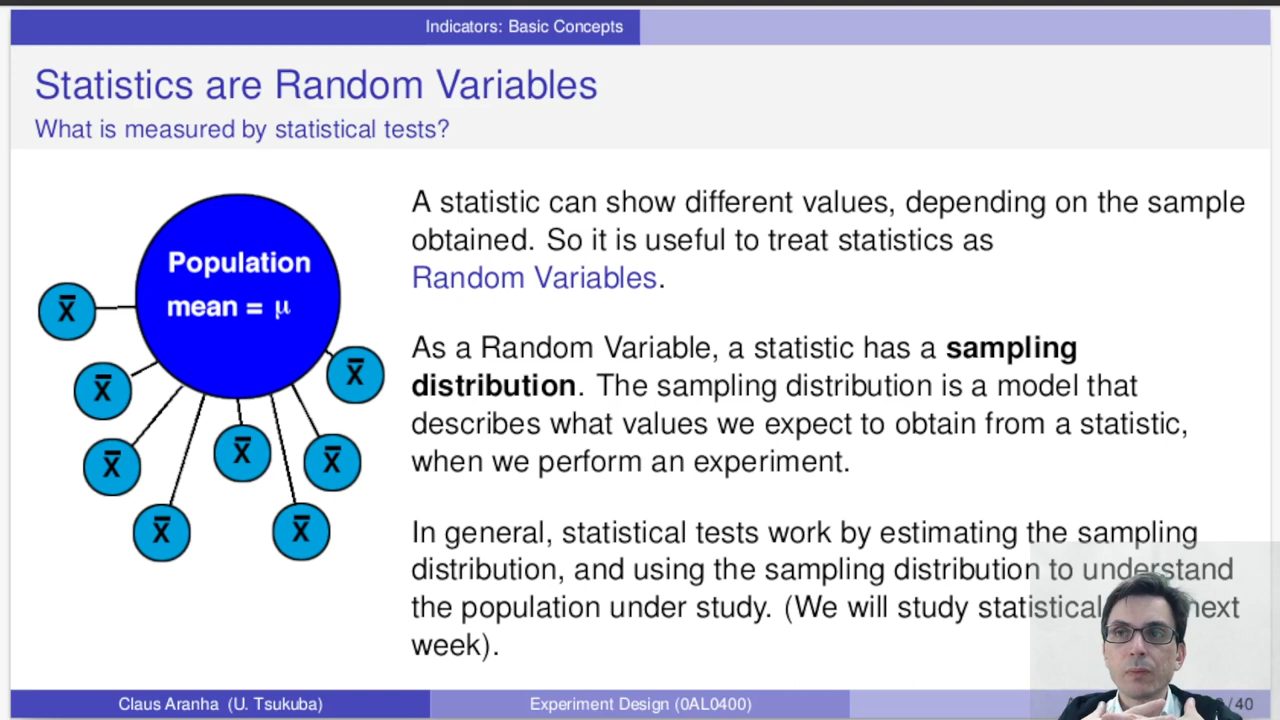 Indicators: Basic Concepts
Statistics are Random Variables
What is measured by statistical tests?
Population
mean = μ
X̄
X̄
X̄
X̄
X̄
X̄
X̄
X̄
A statistic can show different values, depending on the sample
obtained. So it is useful to treat statistics as
Random Variables.
As a Random Variable, a statistic has a sampling
distribution. The sampling distribution is a model that
describes what values we expect to obtain from a statistic,
when we perform an experiment.
In general, statistical tests work by estimating the sampling
distribution, and using the sampling distribution to understand
the population under study. (We will study statistical next
week).
Claus Aranha (U. Tsukuba)
Experiment Design (0AL0400)
/ 40